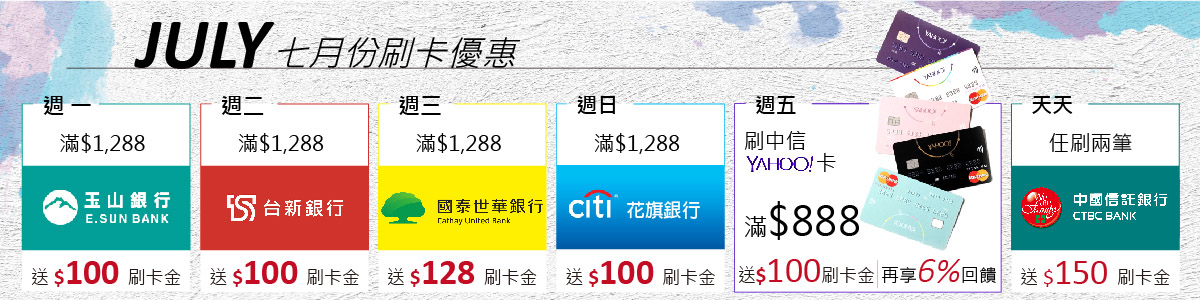 JULY 七月份刷卡優惠
週一
滿$1,288
玉山銀行
E.SUN BANK
送 $100 刷卡金
週二
滿$1,288
台新銀行
送 $100 刷卡金
週三
滿$1,288
國泰世華銀行
Cathay United Bank
送 $128 刷卡金
週日
滿$1,288
citi 花旗銀行
送 $100 刷卡金
週五
刷中信
YAHOO! 卡
滿$888
送$100刷卡金 再享6%回饋
天天
任刷兩筆
We are Family
中國信託銀行
CTBC BANK
送 $150 刷卡金